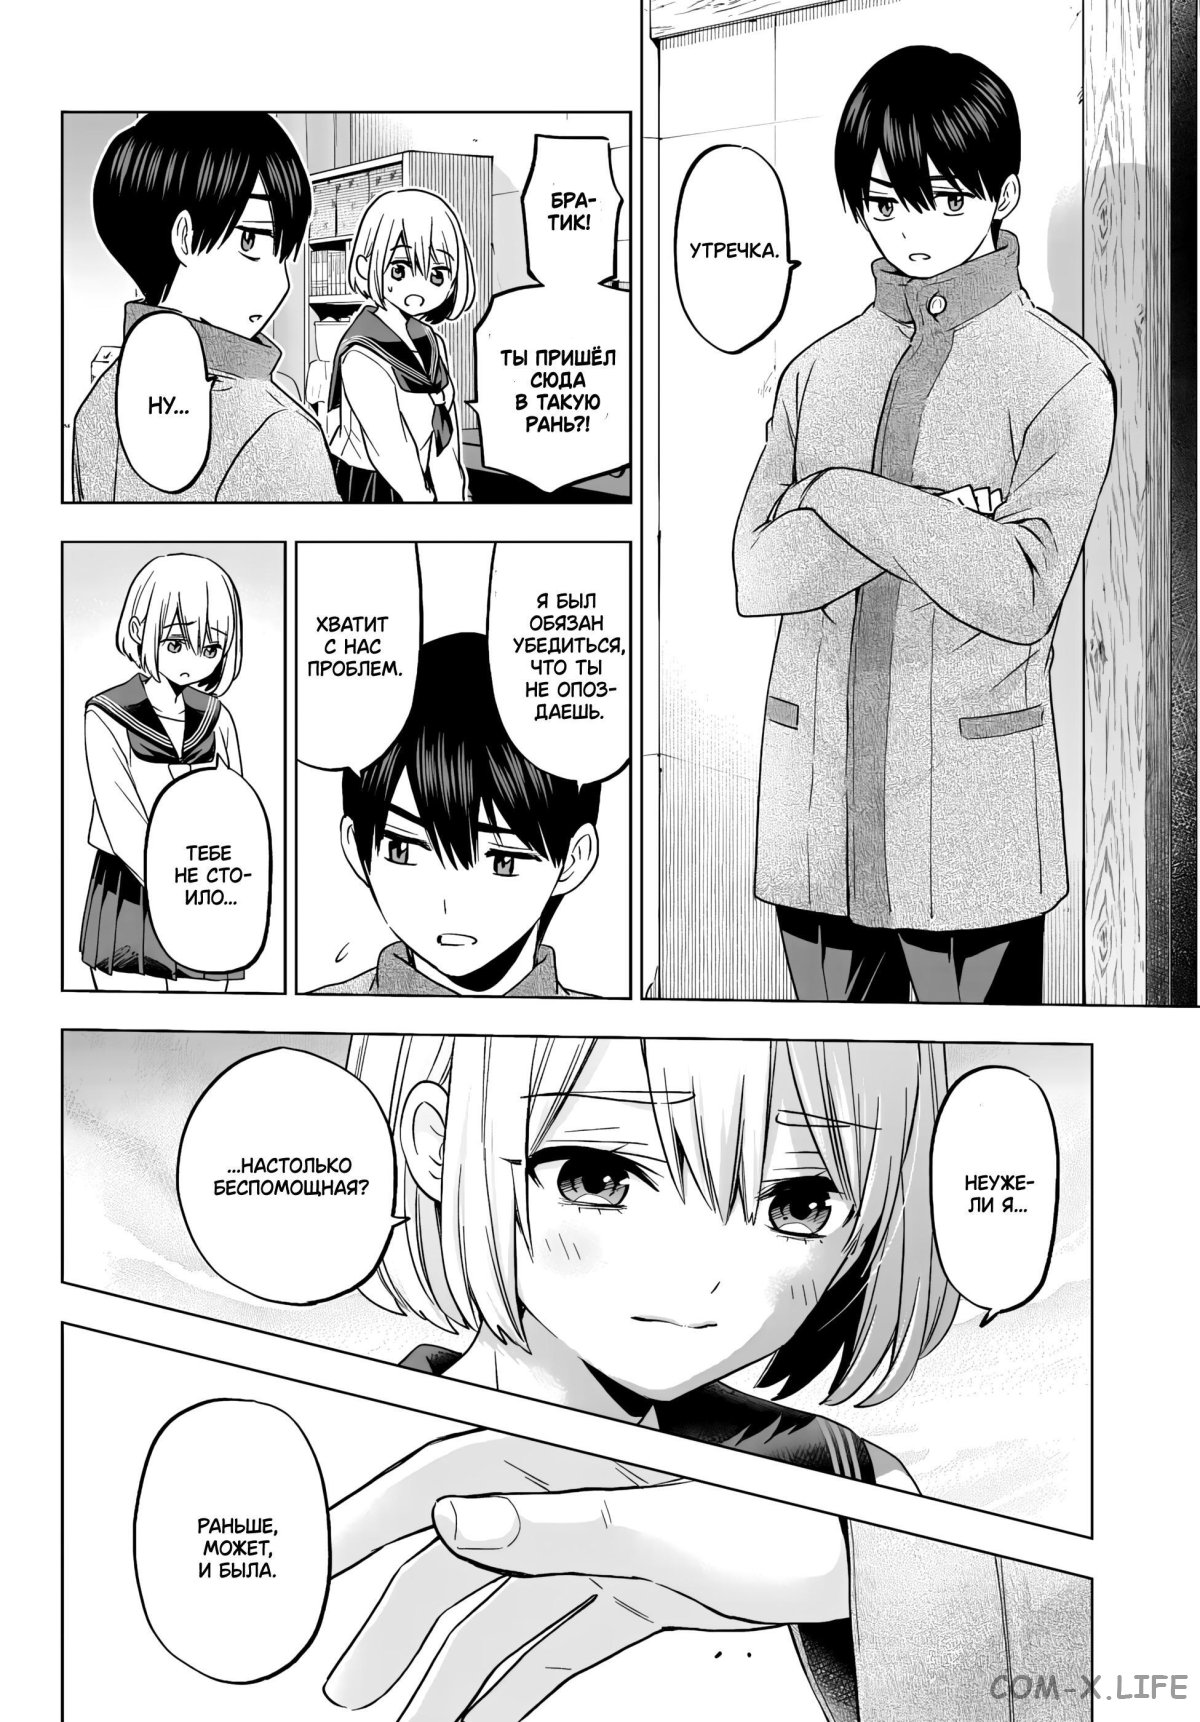 УТРЕЧКА.
БРА-
ТИК!
ТЫ ПРИШЁЛ
СЮДА
В ТАКУЮ
РАНЬ?!
НУ...
Я БЫЛ
ОБЯЗАН
УБЕДИТЬСЯ,
ЧТО ТЫ
НЕ ОПОЗ-
ДАЕШЬ.
ХВАТИТ
С НАС
ПРОБЛЕМ.
ТЕБЕ
НЕ СТО-
ИЛО...
НЕУЖЕ-
ЛИ Я...
...НАСТОЛЬКО
БЕСПОМОЩНАЯ?
РАНЬШЕ,
МОЖЕТ,
И БЫЛА.
COM-X.LIFE